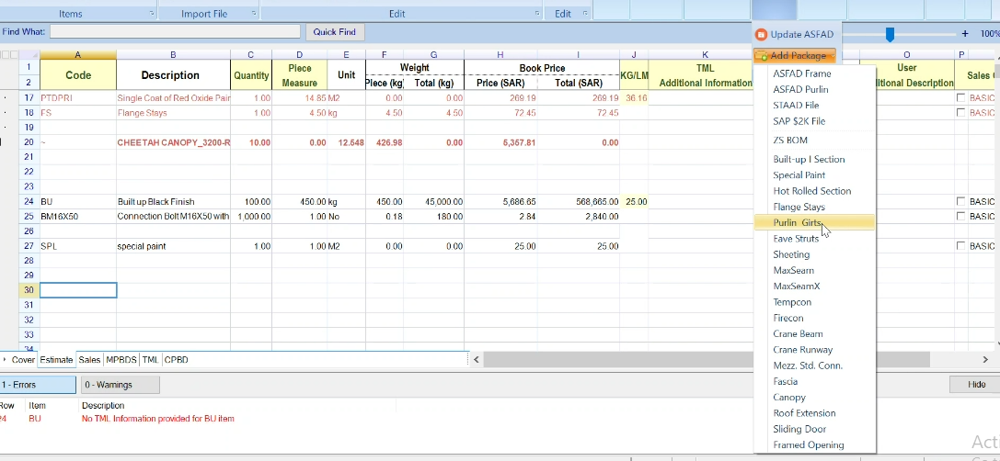 Items Import File Edit Edit
Find What: Quick Find Update ASFAD + 100%
Add Package
A B C D E F G H I J K O P
1 Code Description Quantity Piece Unit Weight Book Price KG/LM TML User Sales
2 Measure Piece (kg) Total (kg) Price (SAR) Total (SAR) Additional Information itional Description
17 PTDPRI Single Coat of Red Oxide Pair 1.00 14.85 M2 0.00 0.00 269.19 269.19 36.16 BASIC
18 FS Flange Stays 1.00 4.50 kg 4.50 4.50 72.45 72.45 BASIC
19
20 ~ CHEETAH CANOPY_3200-R 10.00 0.00 12.548 426.98 0.00 5,357.81 0.00
21
22
23
24 BU Built up Black Finish 100.00 450.00 kg 450.00 45,000.00 5,686.65 568,665.00 25.00 BASIC
25 BM16X50 Connection Bolt M16X50 with 1,000.00 1.00 No 0.18 180.00 2.84 2,840.00 BASIC
26
27 SPL special paint 1.00 1.00 M2 0.00 0.00 25.00 25.00 BASIC
28
29
30
31
32
33
34
ASFAD Frame
ASFAD Purlin
STAAD File
SAP $2K File
ZS BOM
Built-up I Section
Special Paint
Hot Rolled Section
Flange Stays
Purlin Girts
Eave Struts
Sheeting
MaxSeam
MaxSeamX
Tempcon
Firecon
Crane Beam
Crane Runway
Mezz. Std. Conn.
Fascia
Canopy
Roof Extension
Sliding Door
Framed Opening
Cover Estimate Sales MPBDS TML CPBD
1 - Errors 0 - Warnings Hide
Row Item Description
24 BU No TML Information provided for BU item
Act